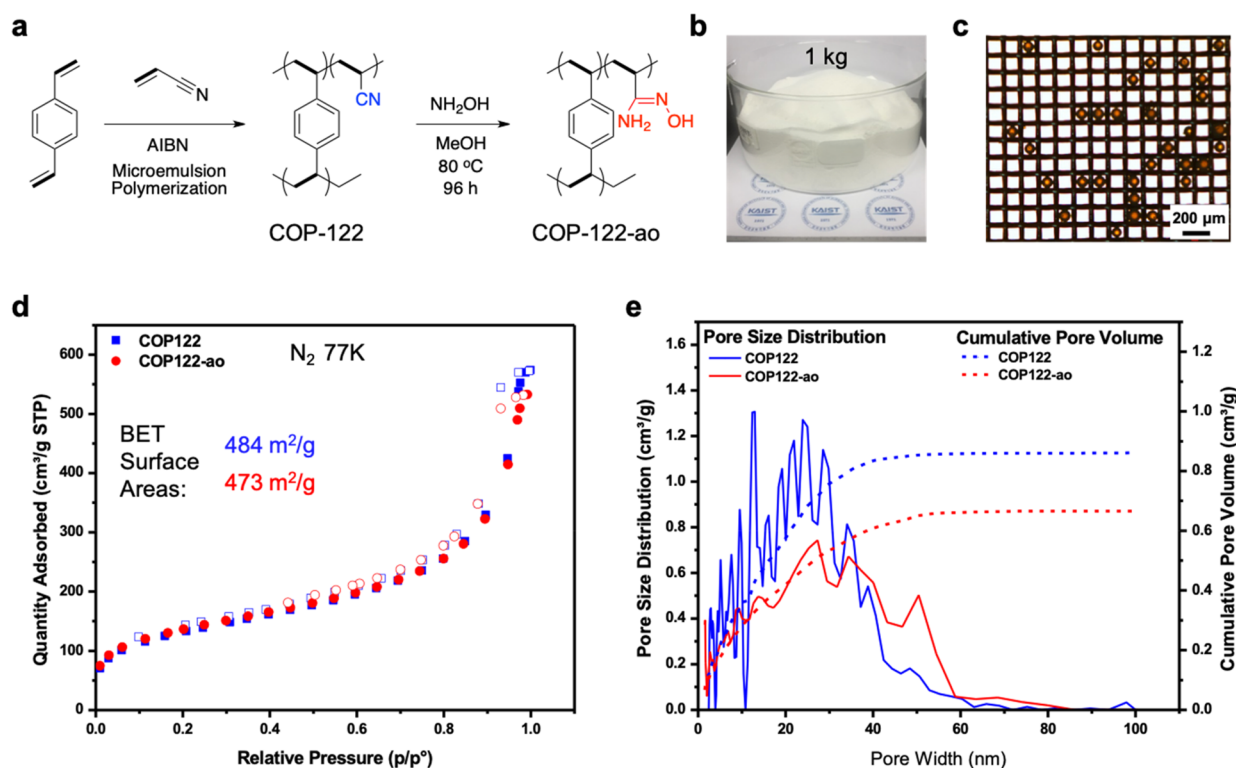 a
N
AIBN
Microemulsion
Polymerization
CN
COP-122
NH₂OH
MeOH
80 ºC
96 h
N
NH₂
OH
COP-122-ao
b
1 kg
KAIST
c
200 µm
d
COP122
COP122-ao
N₂ 77K
BET
Surface
Areas:
484 m²/g
473 m²/g
600
500
400
300
200
100
0
0.0 0.2 0.4 0.6 0.8 1.0
Quantity Adsorbed (cm³/g STP)
Relative Pressure (p/p°)
e
Pore Size Distribution
COP122
COP122-ao
Cumulative Pore Volume
COP122
COP122-ao
1.6
1.4
1.2
1.0
0.8
0.6
0.4
0.2
0.0
Pore Size Distribution (cm³/g)
1.2
1.0
0.8
0.6
0.4
0.2
0.0
Cumulative Pore Volume (cm³/g)
0 20 40 60 80 100
Pore Width (nm)